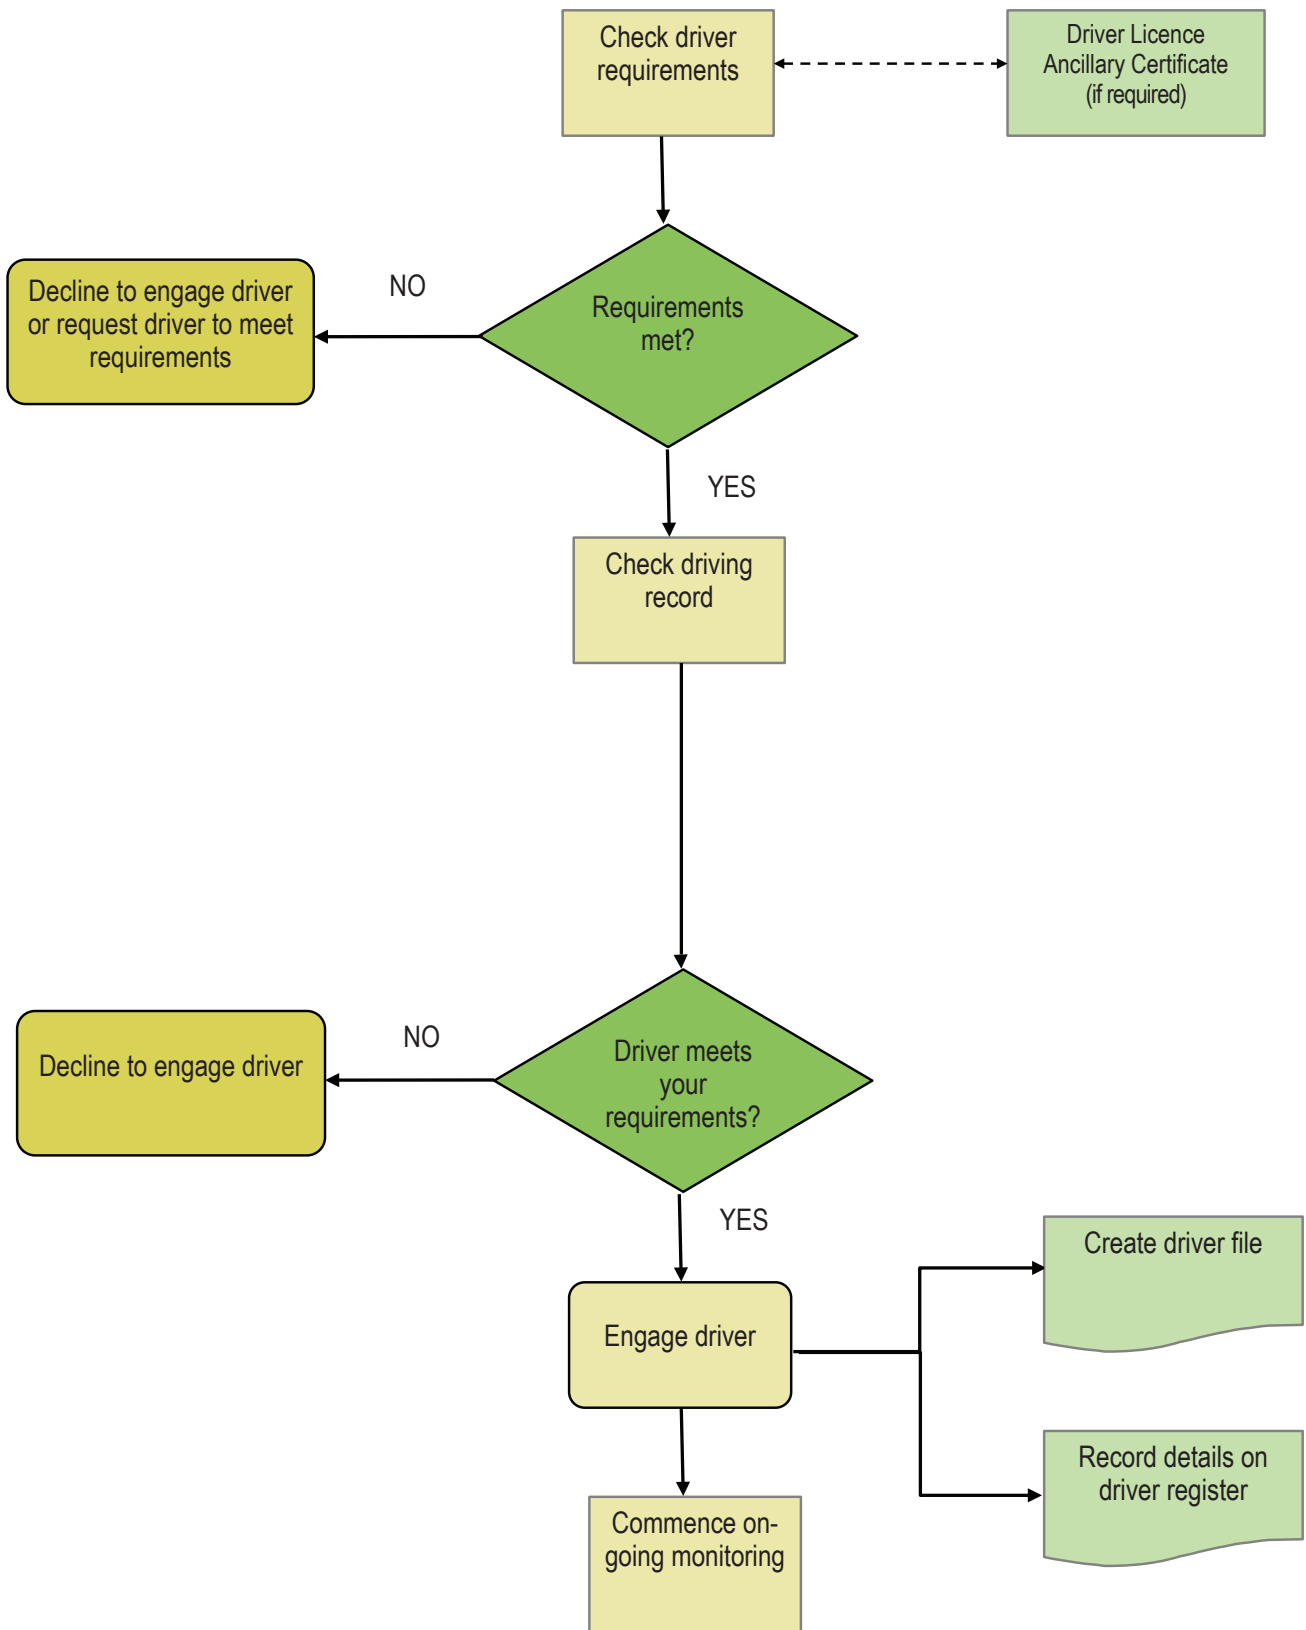 Check driver
requirements
Driver Licence
Ancillary Certificate
(if required)
Requirements
met?
NO
Decline to engage driver
or request driver to meet
requirements
YES
Check driving
record
Driver meets
your
requirements?
NO
Decline to engage driver
YES
Engage driver
Create driver file
Record details on
driver register
Commence on-
going monitoring